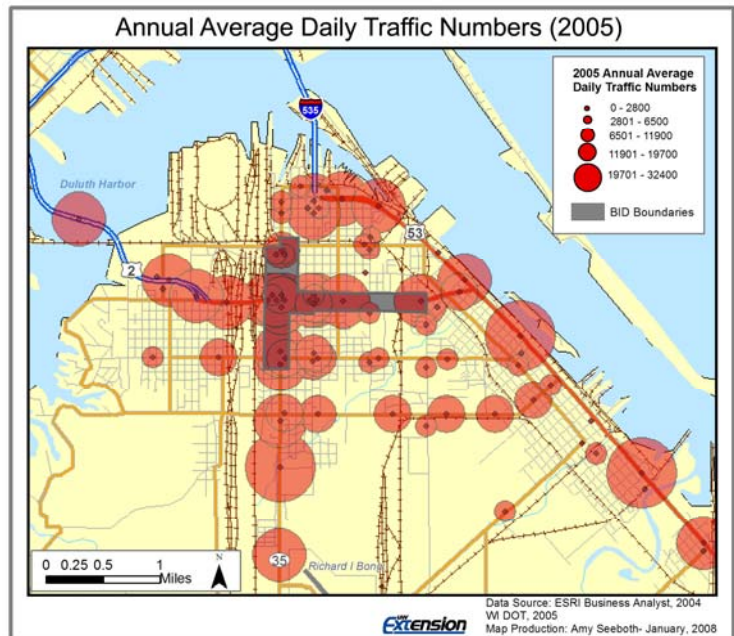 Annual Average Daily Traffic Numbers (2005)
535
2005 Annual Average
Daily Traffic Numbers
0 - 2800
2801 - 6500
6501 - 11900
11901 - 19700
19701 - 32400
BID Boundaries
Duluth Harbor
53
2
35
Richard I Bong
N
0 0.25 0.5 1
Miles
UW
Extension
Data Source: ESRI Business Analyst, 2004
WI DOT, 2005
Map Production: Amy Seeboth- January, 2008